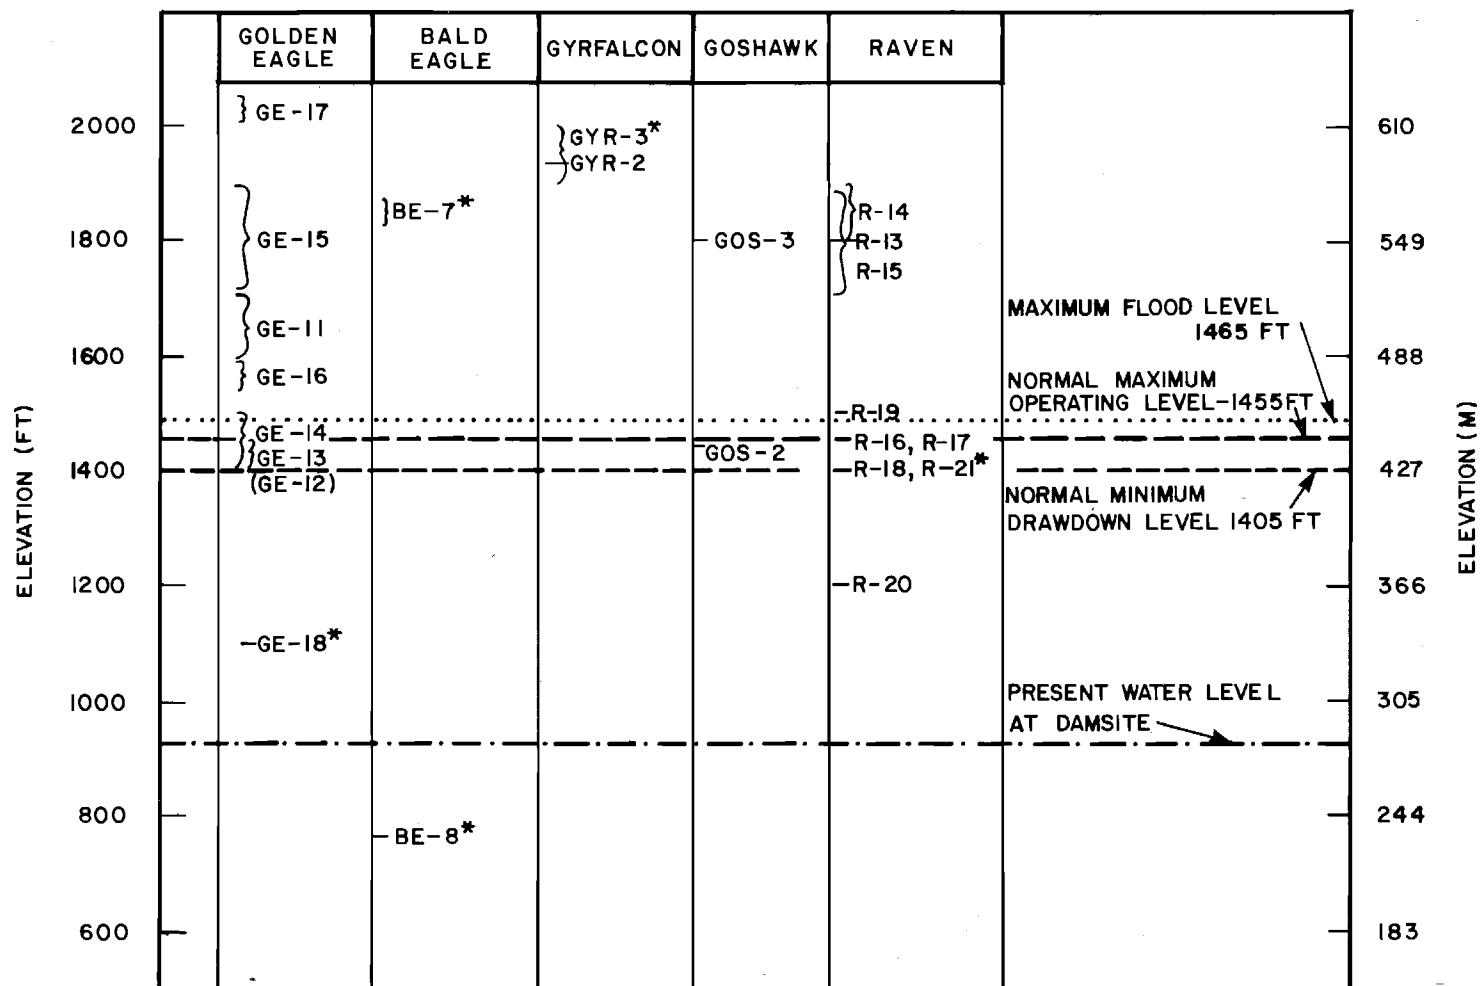 GOLDEN EAGLE
BALD EAGLE
GYRFALCON
GOSHAWK
RAVEN
ELEVATION (FT)
2000
1800
1600
1400
1200
1000
800
600
GE-17
GE-15
GE-11
GE-16
GE-14
GE-13
(GE-12)
GE-18*
BE-7*
BE-8*
GYR-3*
GYR-2
GOS-3
GOS-2
R-14
R-13
R-15
R-19
R-16, R-17
R-18, R-21*
R-20
MAXIMUM FLOOD LEVEL
1465 FT
NORMAL MAXIMUM
OPERATING LEVEL-1455 FT
NORMAL MINIMUM
DRAWDOWN LEVEL 1405 FT
PRESENT WATER LEVEL
AT DAMSITE
610
549
488
427
366
305
244
183
ELEVATION (M)